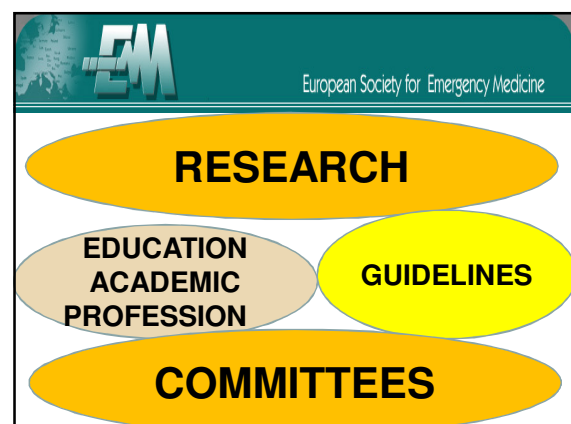 EM
European Society for Emergency Medicine
RESEARCH
EDUCATION
ACADEMIC
PROFESSION
GUIDELINES
COMMITTEES